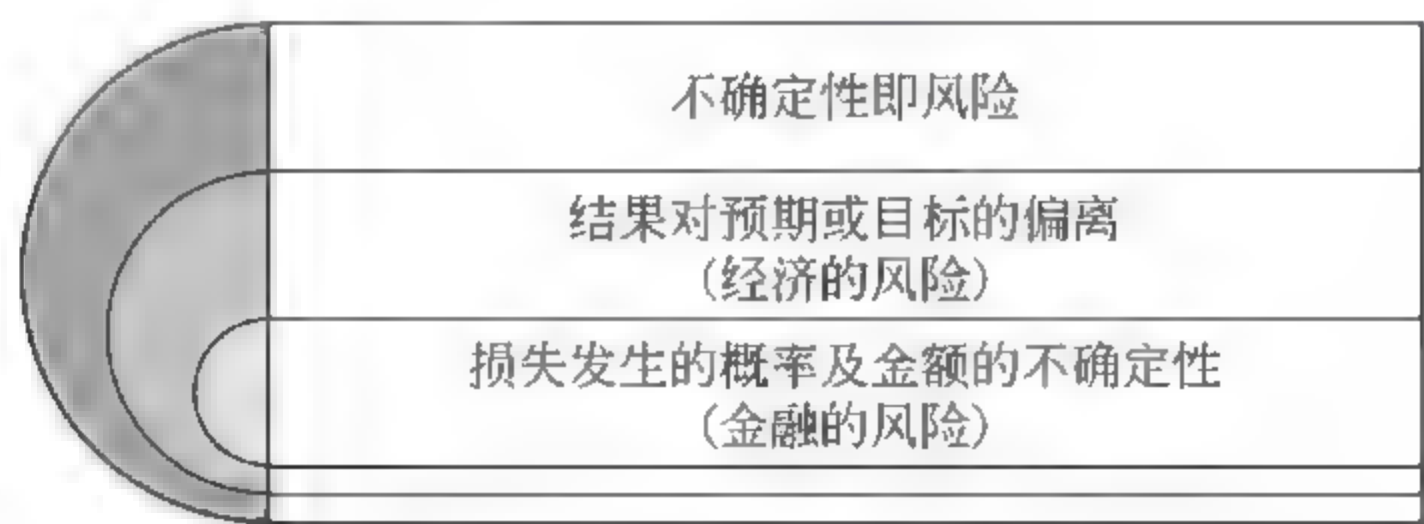 不确定性即风险
结果对预期或目标的偏离
(经济的风险)
损失发生的概率及金额的不确定性
(金融的风险)